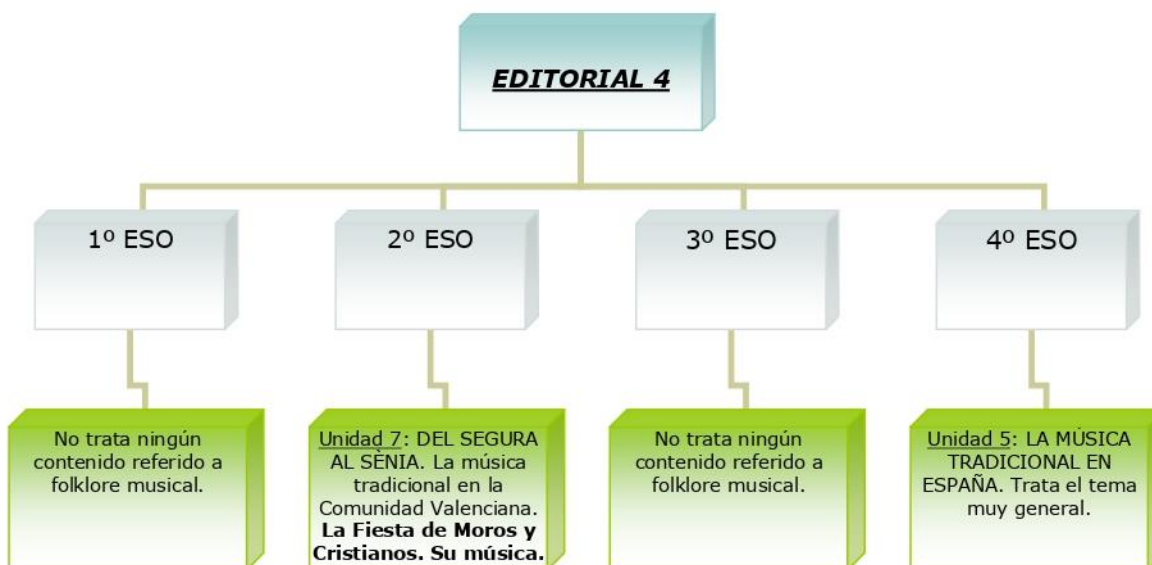 EDITORIAL 4
1º ESO
2º ESO
3º ESO
4º ESO
No trata ningún
contenido referido a
folklore musical.
Unidad 7: DEL SEGURA
AL SÈNIA. La música
tradicional en la
Comunidad Valenciana.
La Fiesta de Moros y
Cristianos. Su música.
No trata ningún
contenido referido a
folklore musical.
Unidad 5: LA MÚSICA
TRADICIONAL EN
ESPAÑA. Trata el tema
muy general.